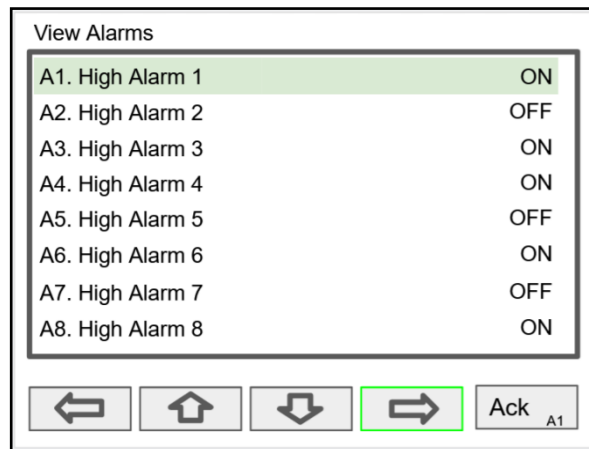 View Alarms
A1. High Alarm 1 ON
A2. High Alarm 2 OFF
A3. High Alarm 3 ON
A4. High Alarm 4 ON
A5. High Alarm 5 OFF
A6. High Alarm 6 ON
A7. High Alarm 7 OFF
A8. High Alarm 8 ON
Ack A1